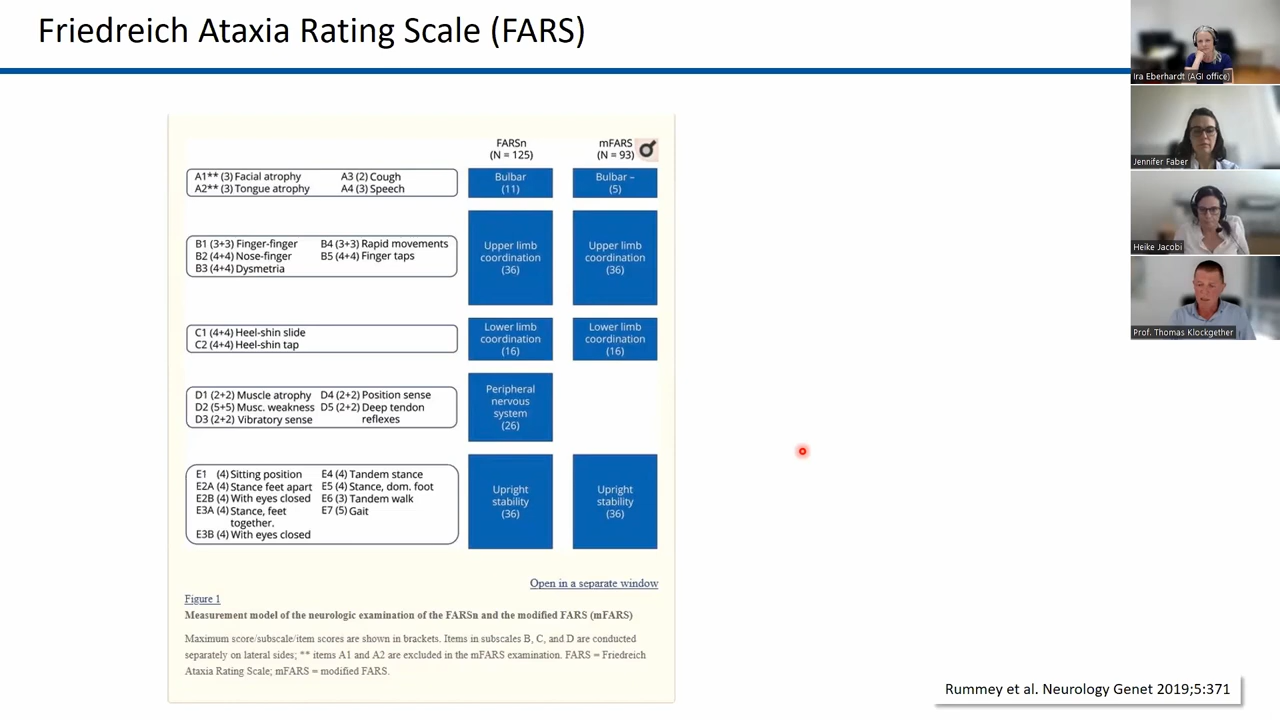 Friedreich Ataxia Rating Scale (FARS)
FARSn
(N = 125)
mFARS
(N = 93)
A1** (3) Facial atrophy A3 (2) Cough
A2** (3) Tongue atrophy A4 (3) Speech
Bulbar
(11)
Bulbar –
(5)
B1 (3+3) Finger-finger B4 (3+3) Rapid movements
B2 (4+4) Nose-finger B5 (4+4) Finger taps
B3 (4+4) Dysmetria
Upper limb
coordination
(36)
Upper limb
coordination
(36)
C1 (4+4) Heel-shin slide
C2 (4+4) Heel-shin tap
Lower limb
coordination
(16)
Lower limb
coordination
(16)
D1 (2+2) Muscle atrophy D4 (2+2) Position sense
D2 (5+5) Musc. weakness D5 (2+2) Deep tendon
D3 (2+2) Vibratory sense reflexes
Peripheral
nervous
system
(26)
E1 (4) Sitting position E4 (4) Tandem stance
E2A (4) Stance feet apart E5 (4) Stance, dom. foot
E2B (4) With eyes closed E6 (3) Tandem walk
E3A (4) Stance, feet E7 (5) Gait
together.
E3B (4) With eyes closed
Upright
stability
(36)
Upright
stability
(36)
Open in a separate window
Figure 1
Measurement model of the neurologic examination of the FARSn and the modified FARS (mFARS)
Maximum score/subscale/item scores are shown in brackets. Items in subscales B, C, and D are conducted
separately on lateral sides; ** items A1 and A2 are excluded in the mFARS examination. FARS = Friedreich
Ataxia Rating Scale; mFARS = modified FARS.
Rummey et al. Neurology Genet 2019;5:371
Ira Eberhardt (AGI office)
Jennifer Faber
Heike Jacobi
Prof. Thomas Klockgether